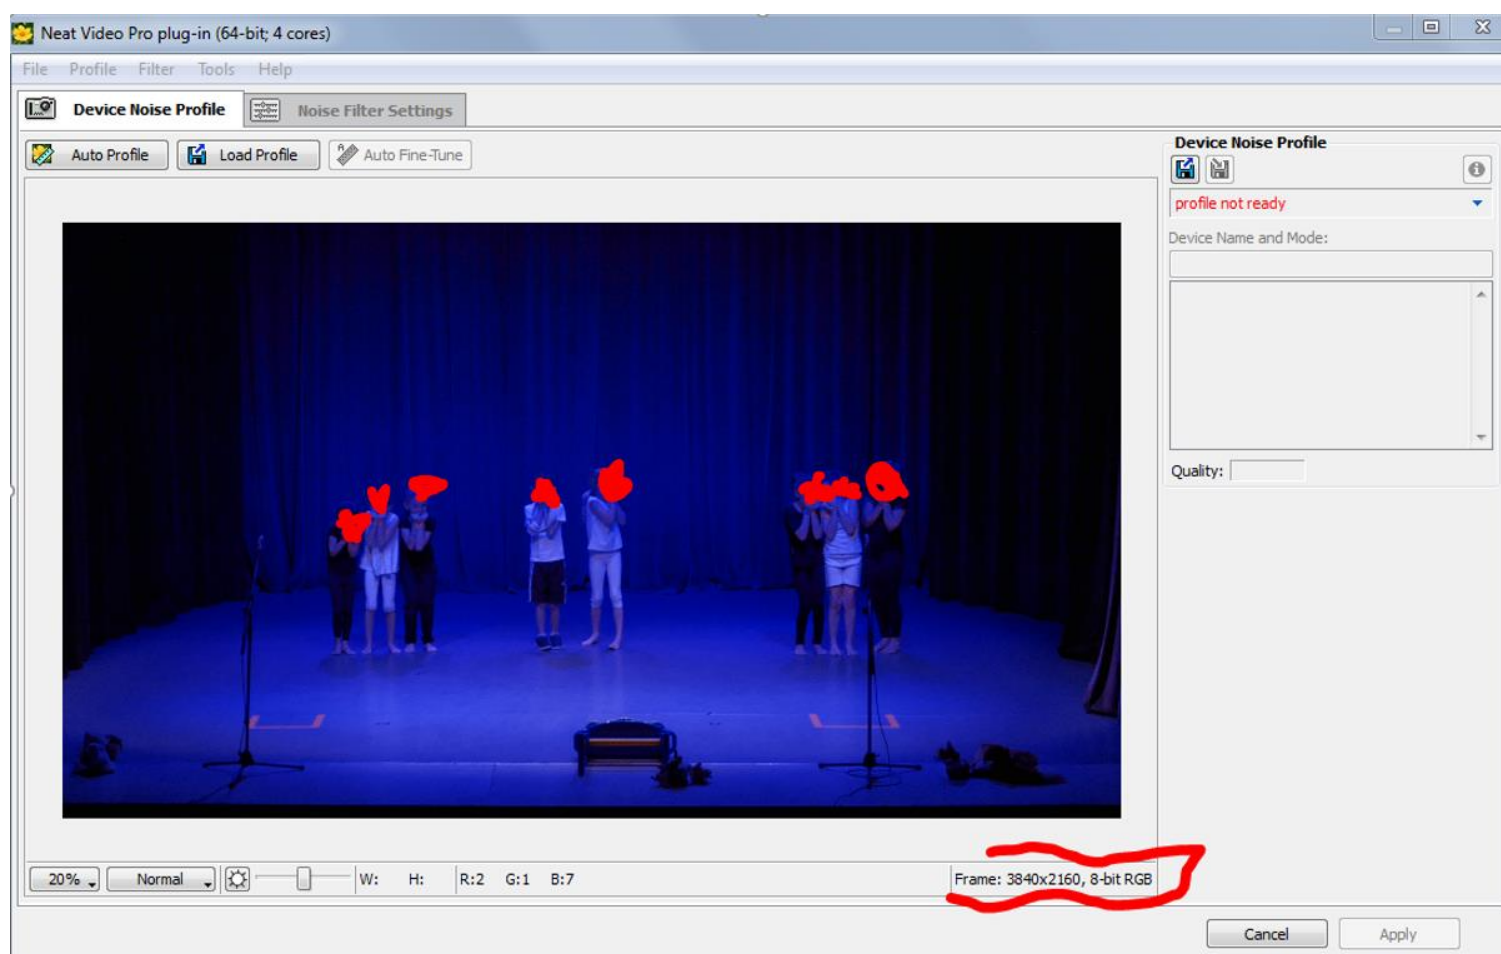 Neat Video Pro plug-in (64-bit; 4 cores)
File Profile Filter Tools Help
Device Noise Profile Noise Filter Settings
Auto Profile Load Profile Auto Fine-Tune
Device Noise Profile
profile not ready
Device Name and Mode:
Quality:
20% Normal W: H: R:2 G:1 B:7 Frame: 3840x2160, 8-bit RGB
Cancel Apply